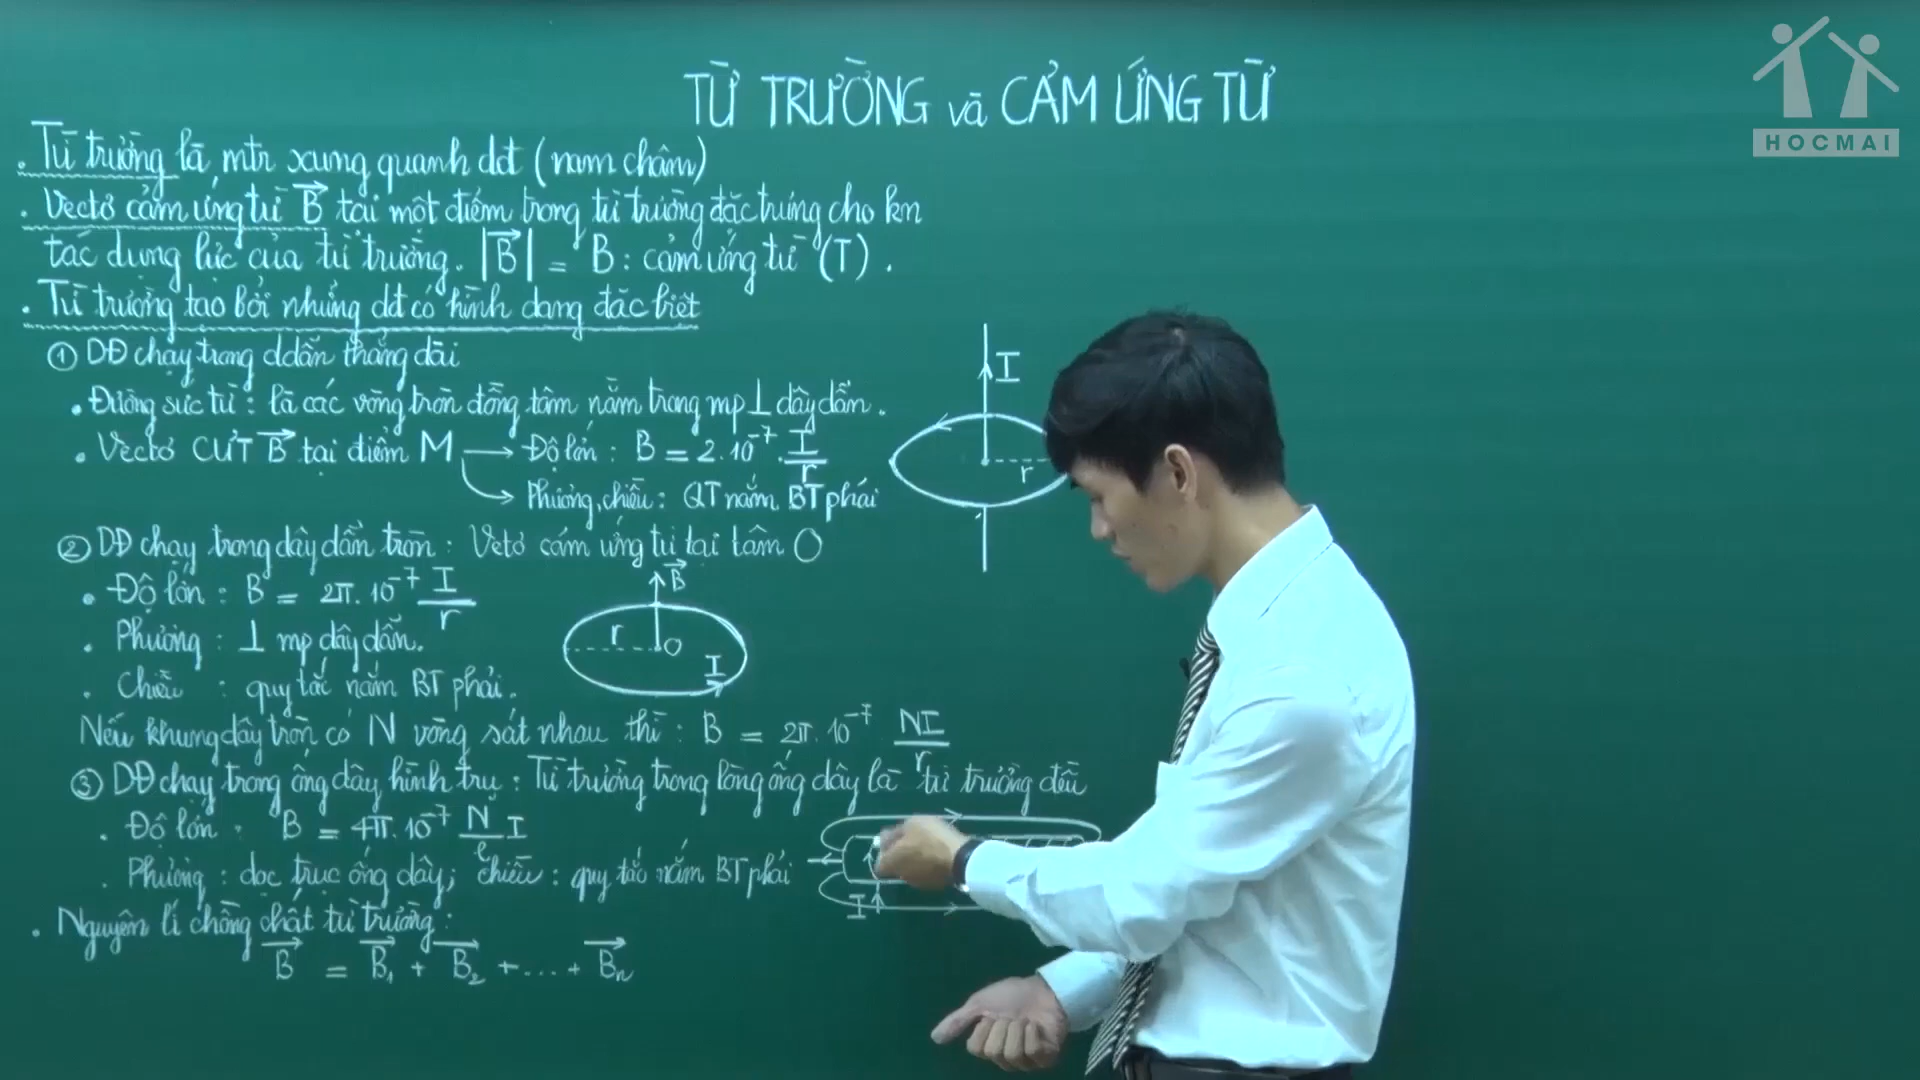 TỪ TRƯỜNG và CẢM ỨNG TỪ
HOCMAI
. Từ trường là mtr xung quanh dđ (nam châm)
. Vectơ cảm ứng từ B tại một điểm trong từ trường đặc trưng cho kn
tác dụng lực của từ trường. |B| = B : cảm ứng từ (T) .
. Từ trường tạo bởi những dđ có hình dạng đặc biệt
① DĐ chạy trong ddẫn thẳng dài
. Đường sức từ : là các vòng tròn đồng tâm nằm trong mp ⊥ dây dẫn .
. Vectơ CƯT B tại điểm M → Độ lớn : B = 2.10⁻⁷. I/r
→ Phương, chiều : QT nắm BT phải
I
r
② DĐ chạy trong dây dẫn tròn : Vetơ cảm ứng từ tại tâm O
. Độ lớn : B = 2π.10⁻⁷ I/r
. Phương : ⊥ mp dây dẫn.
. Chiều : quy tắc nắm BT phải .
B
r
O
I
Nếu khung dây tròn có N vòng sát nhau thì : B = 2π.10⁻⁷ NI/r
③ DĐ chạy trong ống dây hình trụ : Từ trường trong lòng ống dây là từ trường đều
. Độ lớn : B = 4π.10⁻⁷ N/ℓ I
. Phương : dọc trục ống dây; chiều : quy tắc nắm BT phải
I
. Nguyên lí chồng chất từ trường :
B = B₁ + B₂ + .... + Bₙ